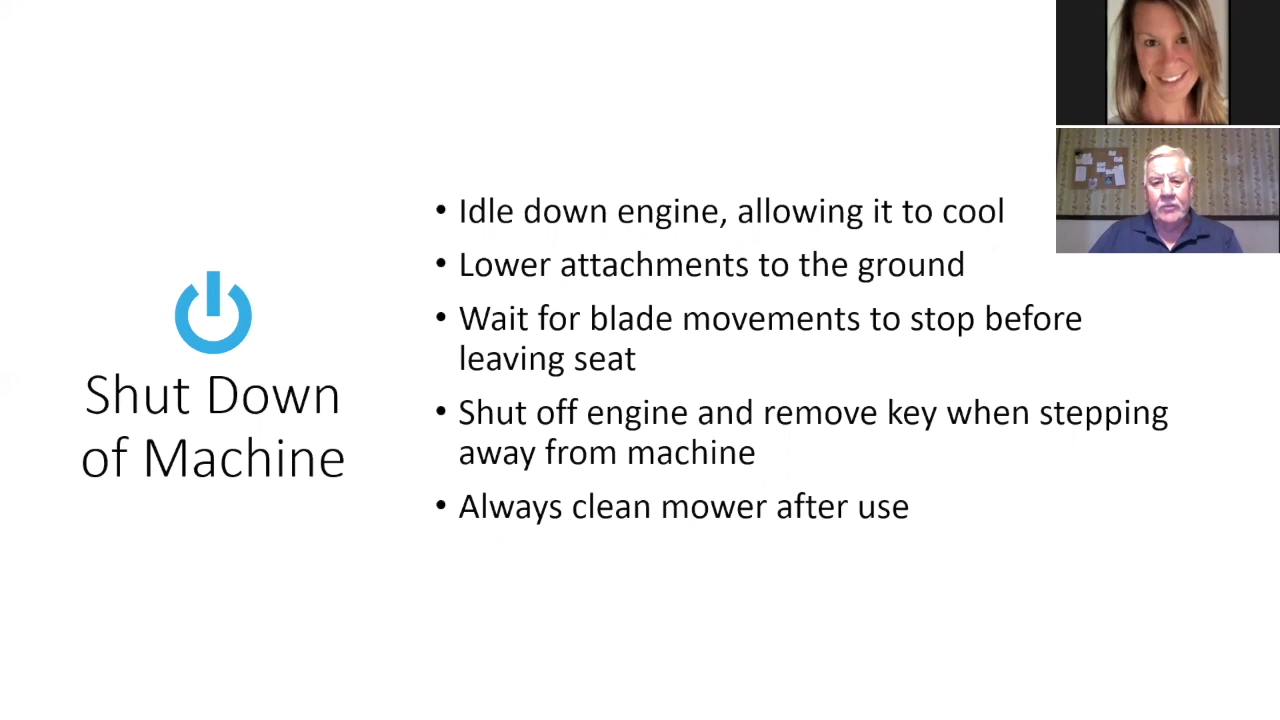 Shut Down
of Machine
• Idle down engine, allowing it to cool
• Lower attachments to the ground
• Wait for blade movements to stop before
leaving seat
• Shut off engine and remove key when stepping
away from machine
• Always clean mower after use